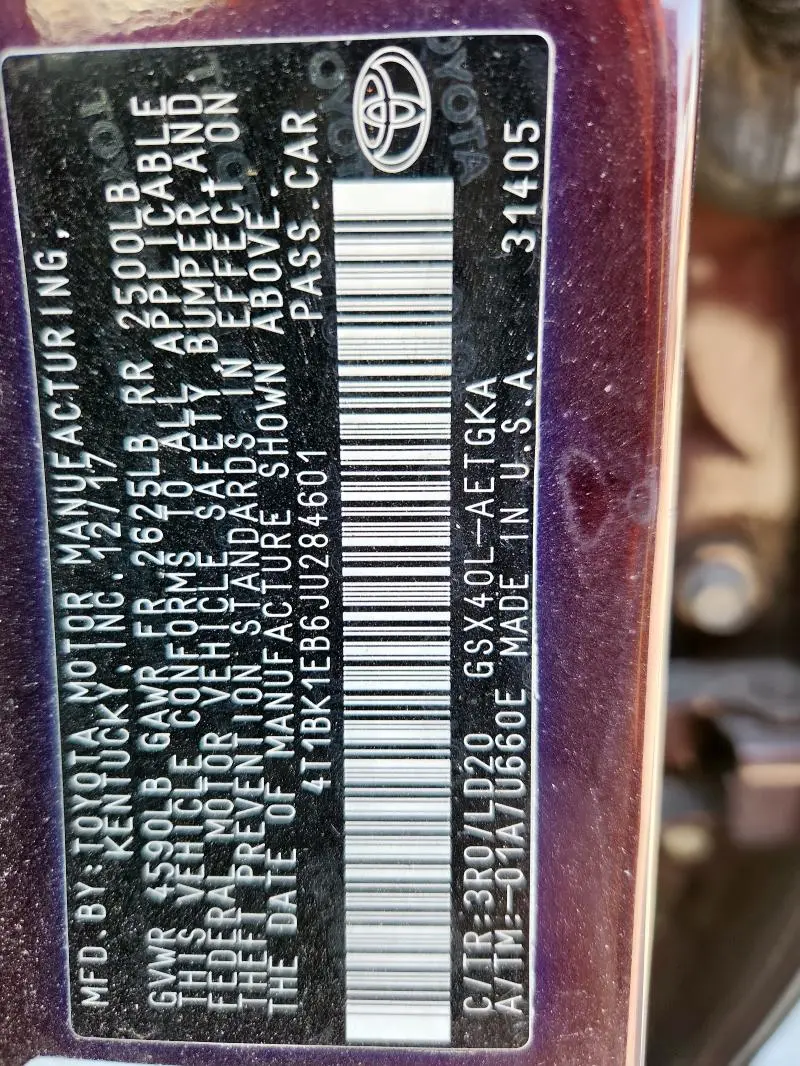 MFD.BY:TOYOTA MOTOR MANUFACTURING,
KENTUCKY, INC. 12/17
GVWR 4590LB GAWR FR 2625LB RR 2500LB
THIS VEHICLE CONFORMS TO ALL APPLICABLE
FEDERAL MOTOR VEHICLE SAFETY, BUMPER AND
THEFT PREVENTION STANDARDS IN EFFECT ON
THE DATE OF MANUFACTURE SHOWN ABOVE.
4T1BK1EB6JU284601 PASS.CAR
C/TR:3R0/LD20 GSX40L-AETGKA
A/TM:-01A/U660E MADE IN U.S.A. 31405
TOYOTA